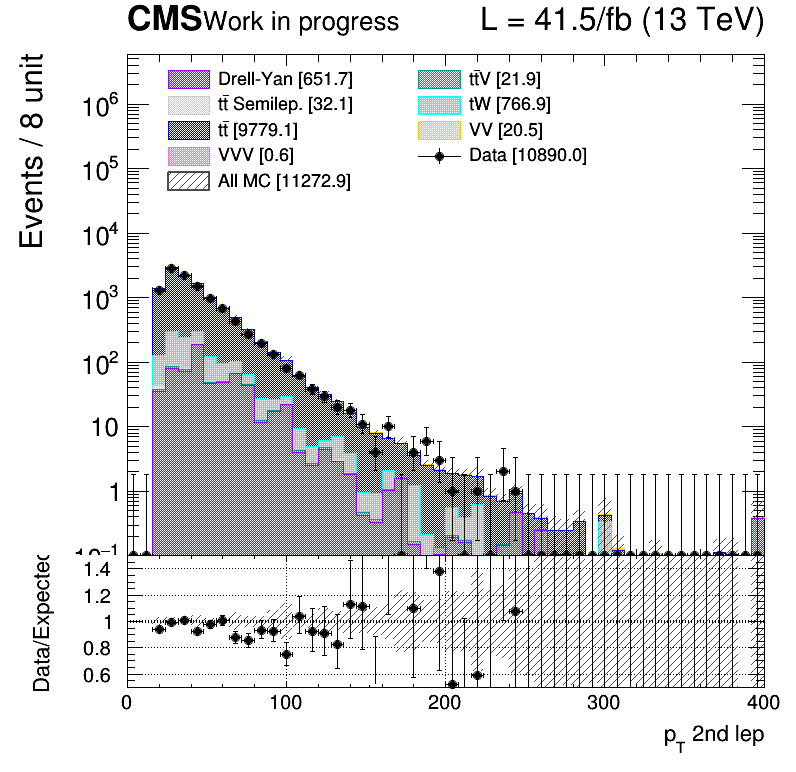 CMS Work in progress L = 41.5/fb (13 TeV)
Events / 8 unit
Drell-Yan [651.7] tt̄V [21.9]
tt̄ Semilep. [32.1] tW [766.9]
tt̄ [9779.1] VV [20.5]
VVV [0.6] Data [10890.0]
All MC [11272.9]
10⁶
10⁵
10⁴
10³
10²
10
1
10⁻¹
Data/Expected
1.4
1.2
1
0.8
0.6
0 100 200 300 400
p_T 2nd lep